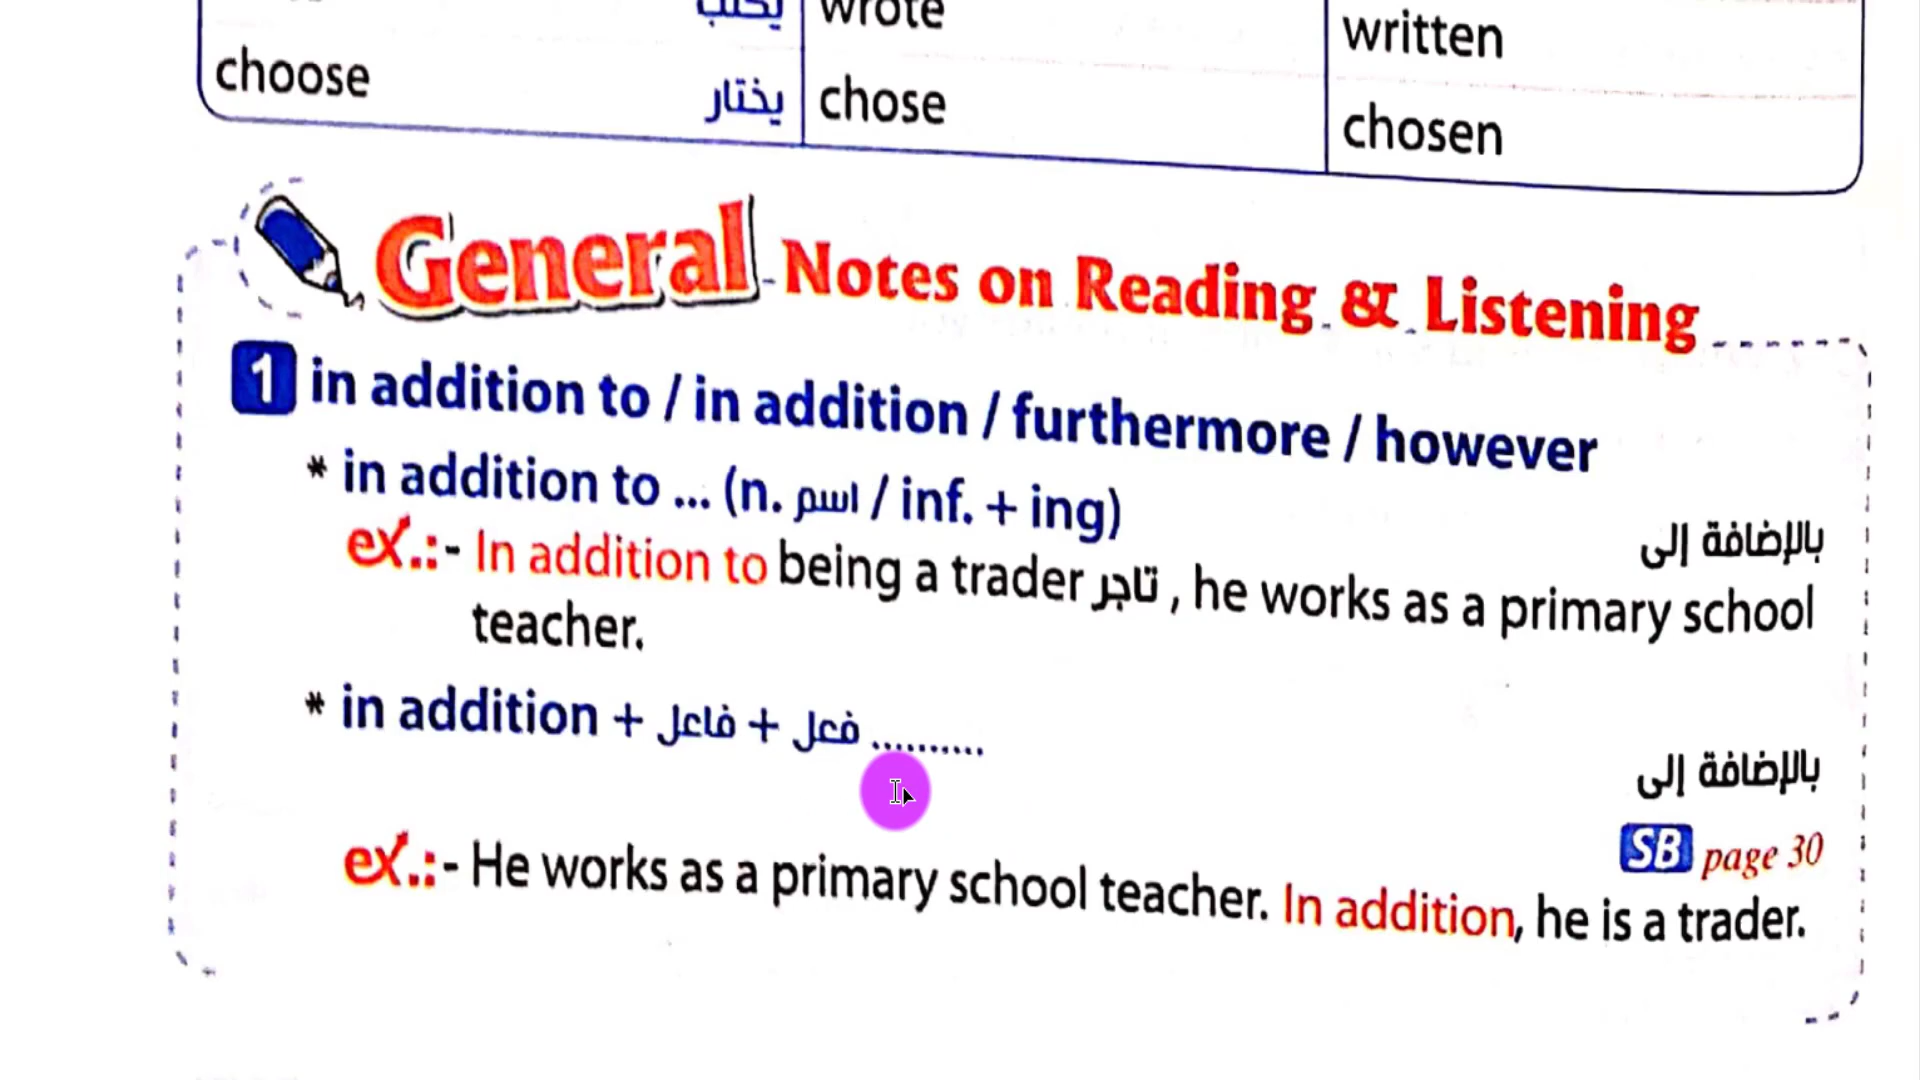 يكتب wrote written
choose يختار chose chosen
General Notes on Reading & Listening
1 in addition to / in addition / furthermore / however
* in addition to ... (n. اسم / inf. + ing) بالإضافة إلى
ex.:- In addition to being a trader تاجر , he works as a primary school
teacher.
* in addition + فاعل + فعل .......... بالإضافة إلى
SB page 30
ex.:- He works as a primary school teacher. In addition, he is a trader.